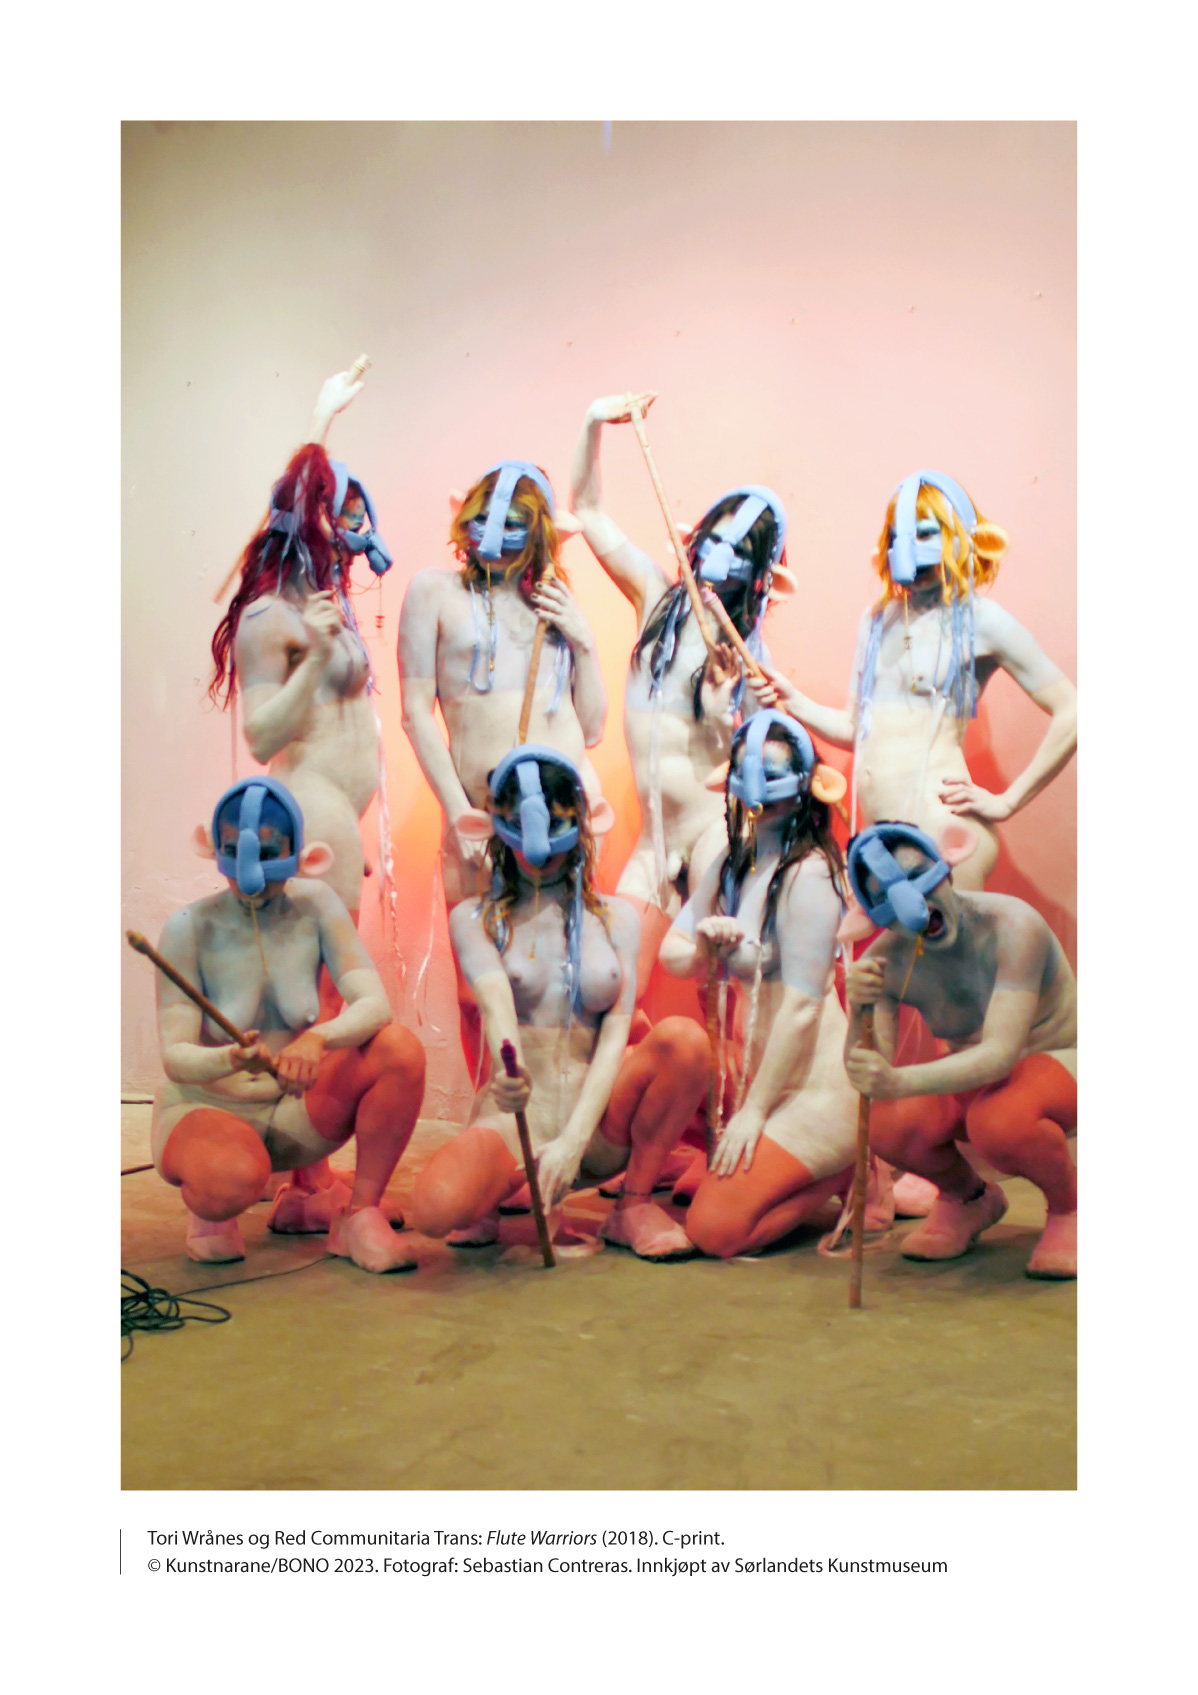 Tori Wrånes og Red Communitaria Trans: Flute Warriors (2018). C-print.
© Kunstnarane/BONO 2023. Fotograf: Sebastian Contreras. Innkjøpt av Sørlandets Kunstmuseum